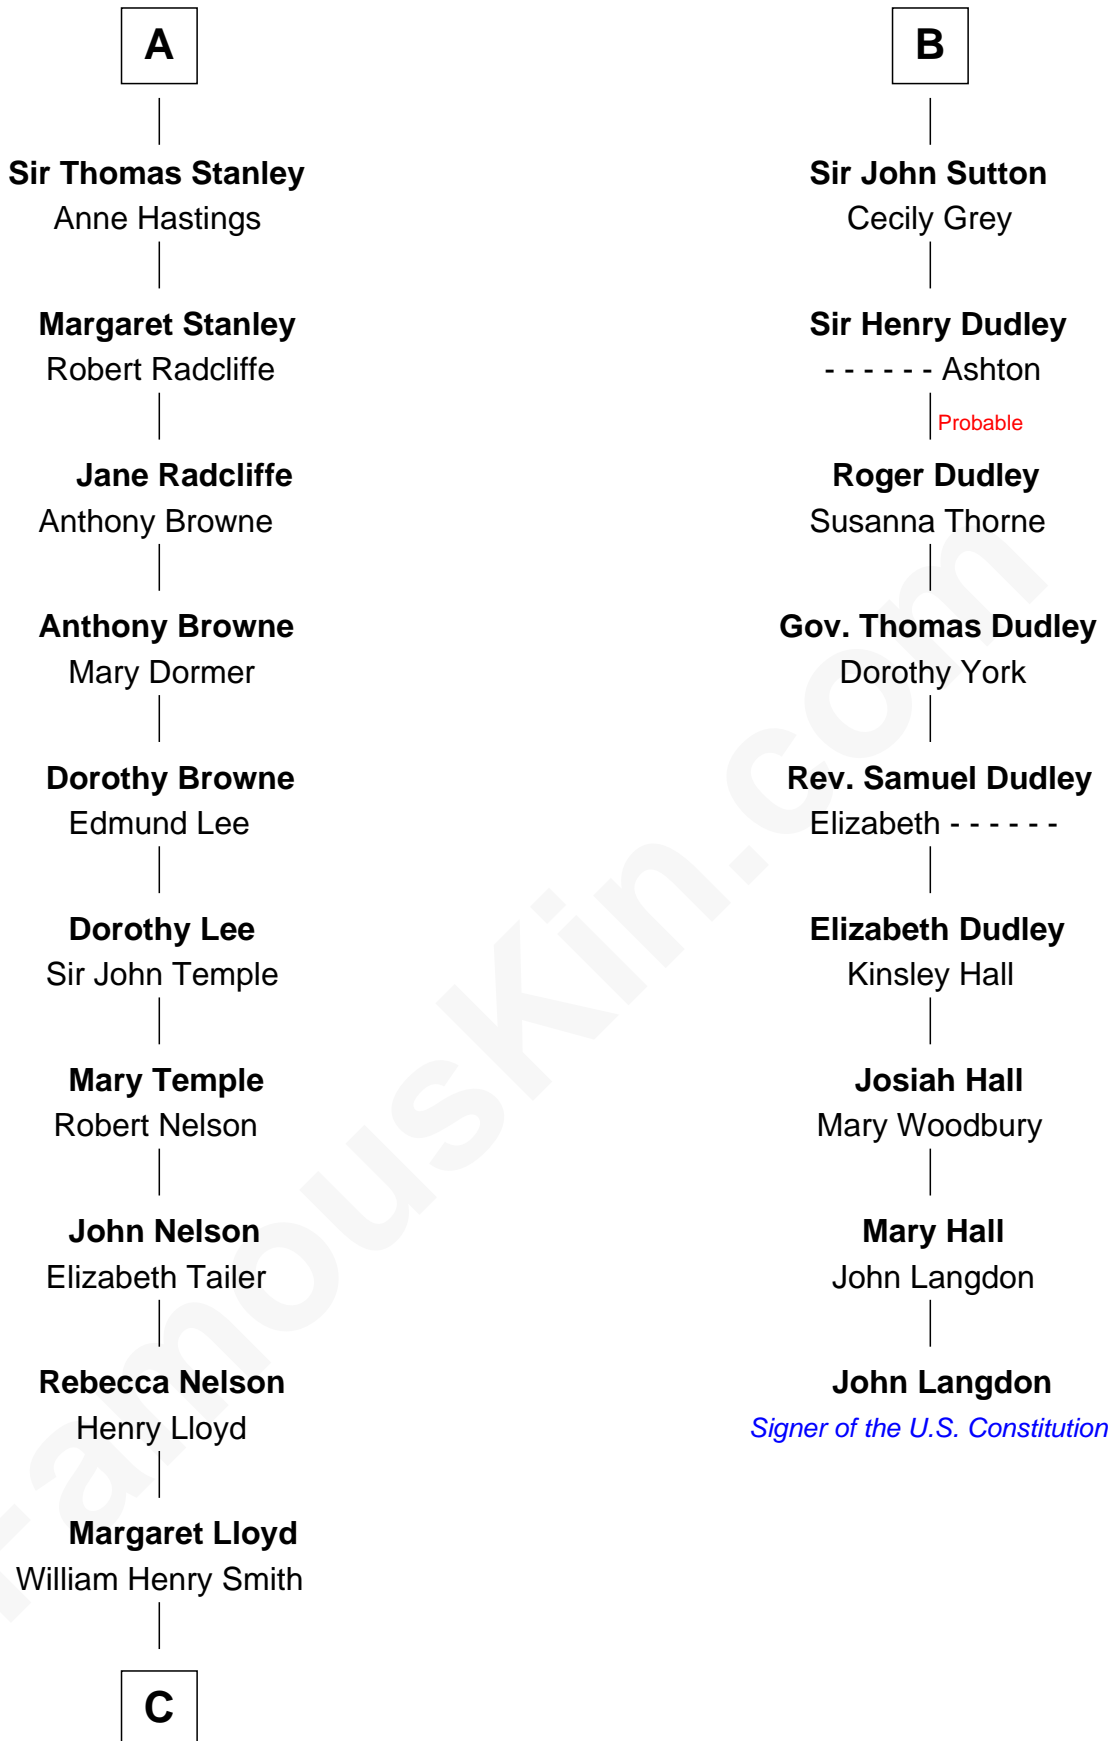 A
Sir Thomas Stanley
Anne Hastings
Margaret Stanley
Robert Radcliffe
Jane Radcliffe
Anthony Browne
Anthony Browne
Mary Dormer
Dorothy Browne
Edmund Lee
Dorothy Lee
Sir John Temple
Mary Temple
Robert Nelson
John Nelson
Elizabeth Tailer
Rebecca Nelson
Henry Lloyd
Margaret Lloyd
William Henry Smith
C
B
Sir John Sutton
Cecily Grey
Sir Henry Dudley
- - - - - - Ashton
Probable
Roger Dudley
Susanna Thorne
Gov. Thomas Dudley
Dorothy York
Rev. Samuel Dudley
Elizabeth - - - - - -
Elizabeth Dudley
Kinsley Hall
Josiah Hall
Mary Woodbury
Mary Hall
John Langdon
John Langdon
Signer of the U.S. Constitution
FamousKin.com